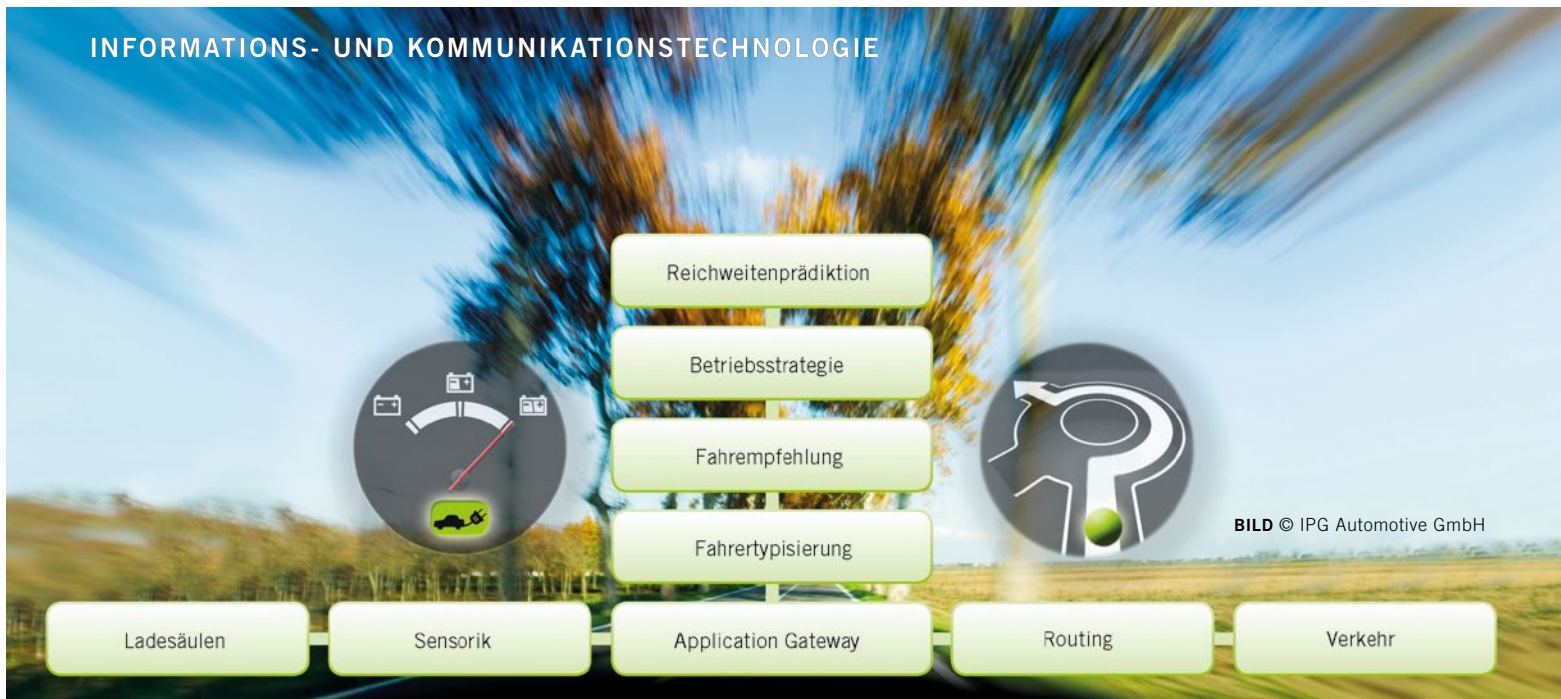 INFORMATIONS- UND KOMMUNIKATIONSTECHNOLOGIE
Reichweitenprädiktion
Betriebsstrategie
Fahrempfehlung
Fahrertypisierung
BILD © IPG Automotive GmbH
Ladesäulen
Sensorik
Application Gateway
Routing
Verkehr